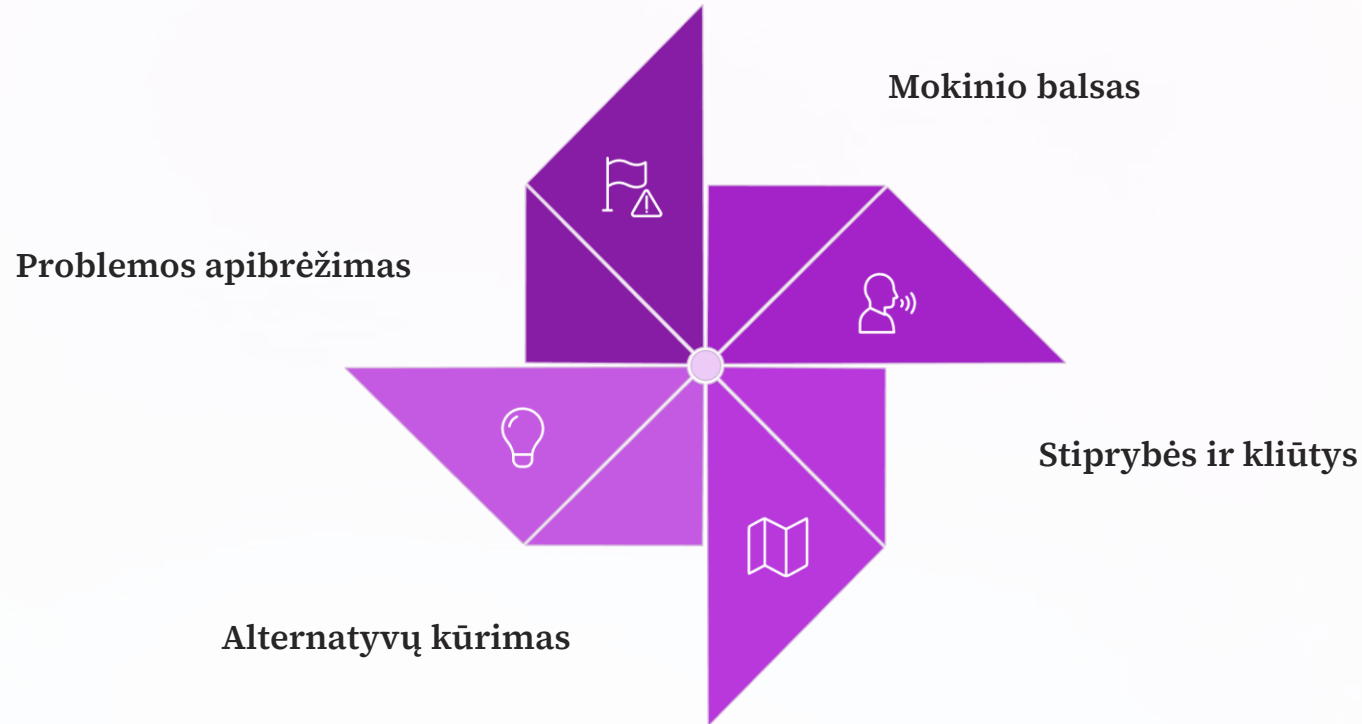 Mokinio balsas
Problemos apibrėžimas
Stiprybės ir kliūtys
Alternatyvų kūrimas